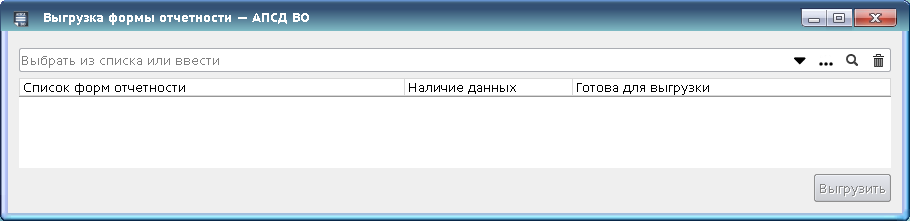 Выгрузка формы отчетности — АПСД ВО
Выбрать из списка или ввести
Список форм отчетности Наличие данных Готова для выгрузки
Выгрузить